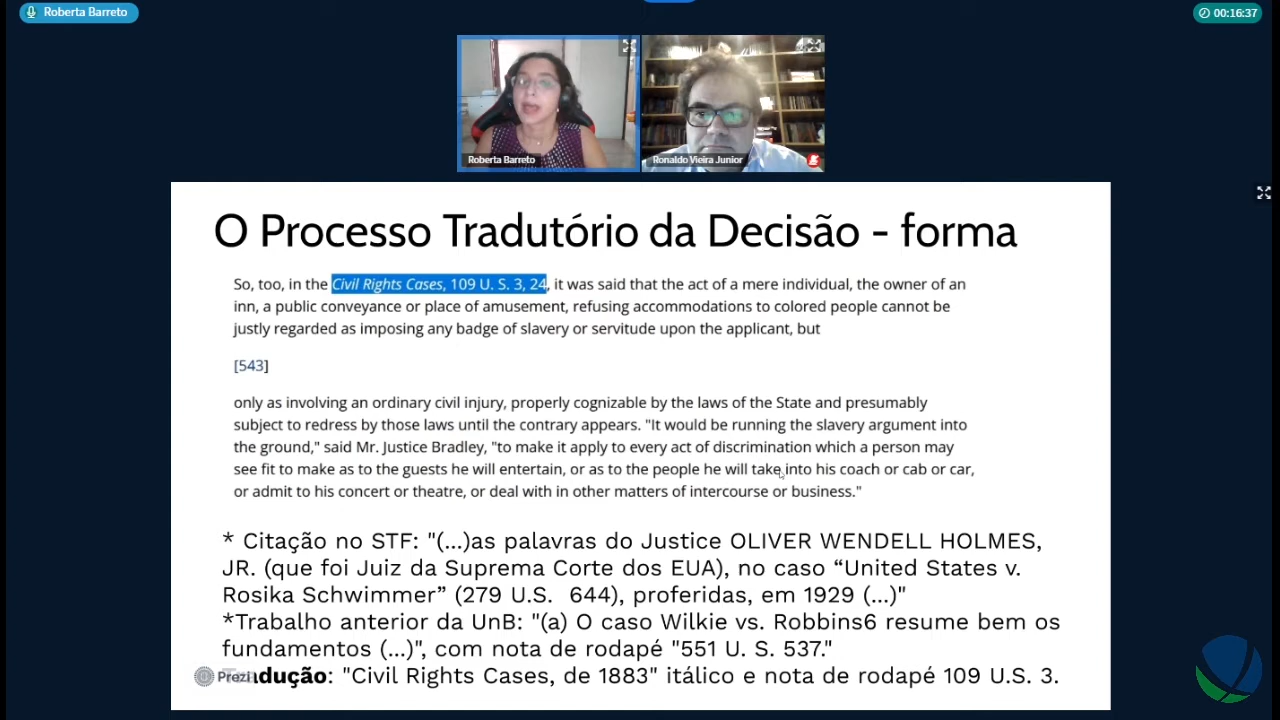 Roberta Barreto
00:16:37
Roberta Barreto
Ronaldo Vieira Junior
O Processo Tradutório da Decisão - forma
So, too, in the Civil Rights Cases, 109 U. S. 3, 24, it was said that the act of a mere individual, the owner of an
inn, a public conveyance or place of amusement, refusing accommodations to colored people cannot be
justly regarded as imposing any badge of slavery or servitude upon the applicant, but
[543]
only as involving an ordinary civil injury, properly cognizable by the laws of the State and presumably
subject to redress by those laws until the contrary appears. "It would be running the slavery argument into
the ground," said Mr. Justice Bradley, "to make it apply to every act of discrimination which a person may
see fit to make as to the guests he will entertain, or as to the people he will take into his coach or cab or car,
or admit to his concert or theatre, or deal with in other matters of intercourse or business."
* Citação no STF: "(...)as palavras do Justice OLIVER WENDELL HOLMES,
JR. (que foi Juiz da Suprema Corte dos EUA), no caso “United States v.
Rosika Schwimmer” (279 U.S. 644), proferidas, em 1929 (...)"
*Trabalho anterior da UnB: "(a) O caso Wilkie vs. Robbins6 resume bem os
fundamentos (...)", com nota de rodapé "551 U. S. 537."
Tradução: "Civil Rights Cases, de 1883" itálico e nota de rodapé 109 U.S. 3.
Prezi